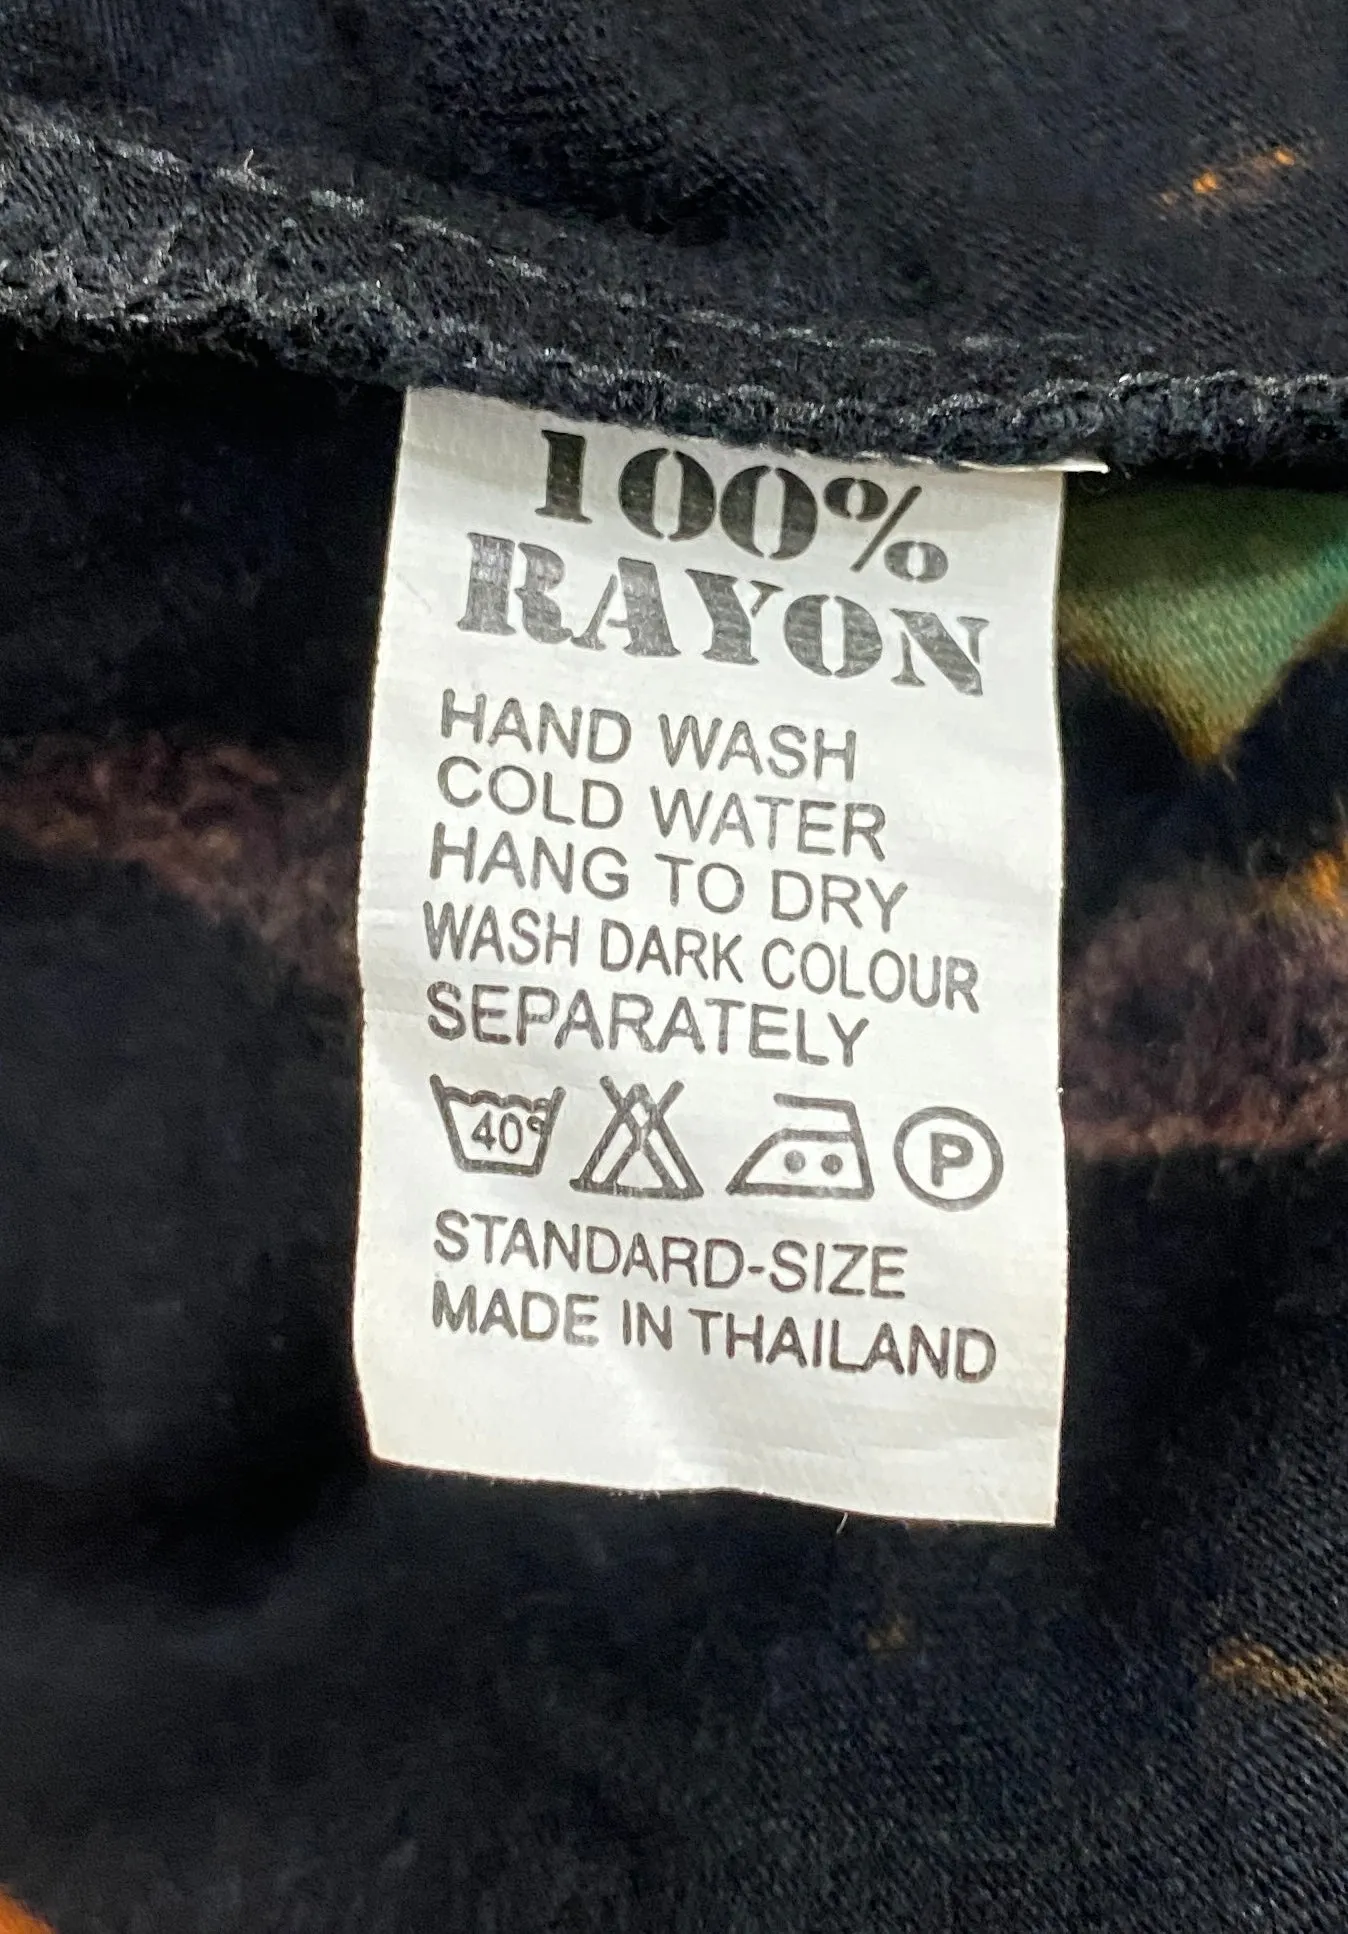 100%
RAYON
HAND WASH
COLD WATER
HANG TO DRY
WASH DARK COLOUR
SEPARATELY
40° P
STANDARD-SIZE
MADE IN THAILAND